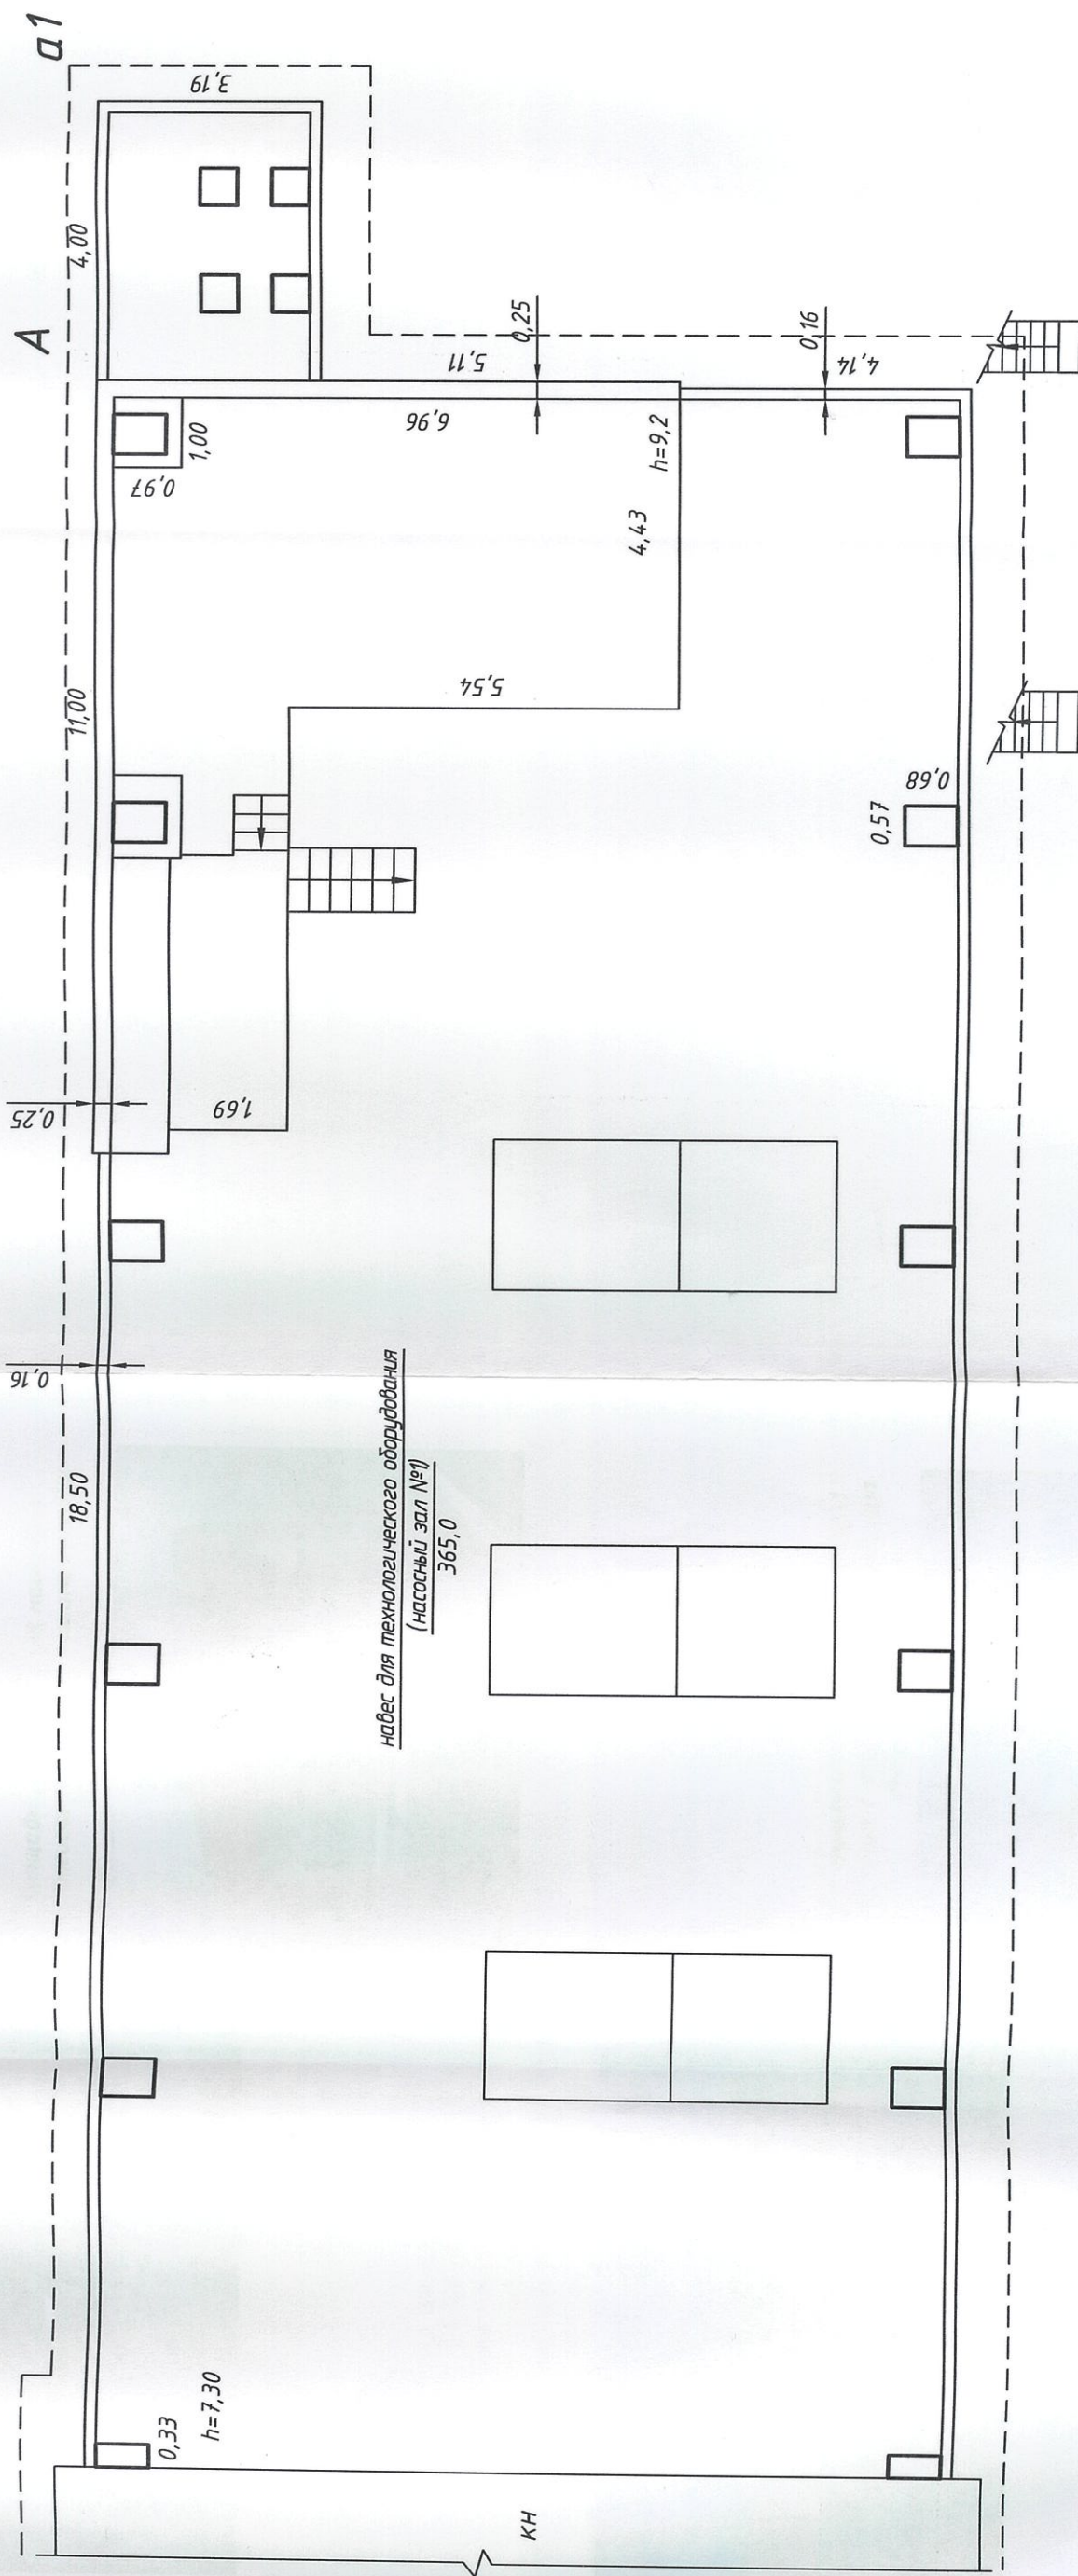 а1
А
3,19
4,00
5,11
0,25
0,16
4,14
6,96
1,00
0,97
h=9,2
4,43
11,00
5,54
0,68
0,57
0,25
1,69
0,16
18,50
навес для технологического оборудования
(насосный зал №1)
365,0
0,33
h=7,30
КН